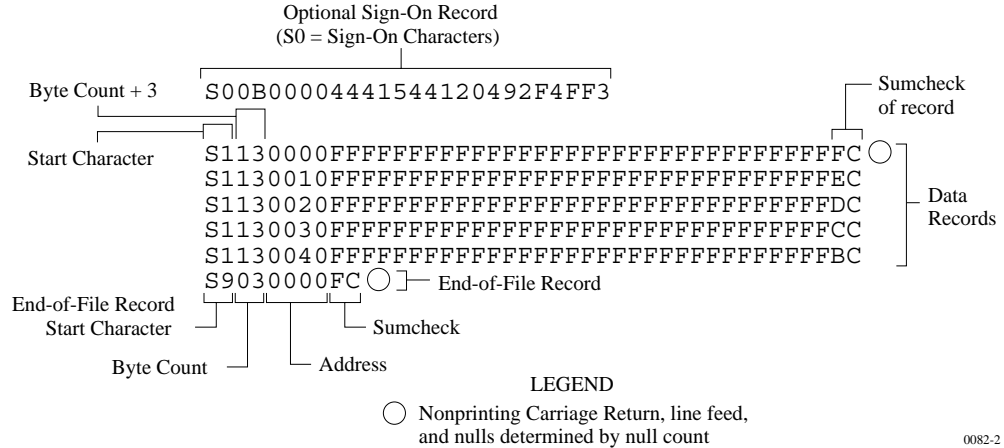 Optional Sign-On Record
(S0 = Sign-On Characters)
Byte Count + 3
S00B00004441544120492F4FF3
Sumcheck
of record
Start Character
S1130000FFFFFFFFFFFFFFFFFFFFFFFFFFFFFFFFFC
S1130010FFFFFFFFFFFFFFFFFFFFFFFFFFFFFFFFEC
S1130020FFFFFFFFFFFFFFFFFFFFFFFFFFFFFFFFDC
S1130030FFFFFFFFFFFFFFFFFFFFFFFFFFFFFFFFCC
S1130040FFFFFFFFFFFFFFFFFFFFFFFFFFFFFFFFBC
Data
Records
S9030000FC
End-of-File Record
End-of-File Record
Start Character
Sumcheck
Byte Count
Address
LEGEND
Nonprinting Carriage Return, line feed,
and nulls determined by null count
0082-2